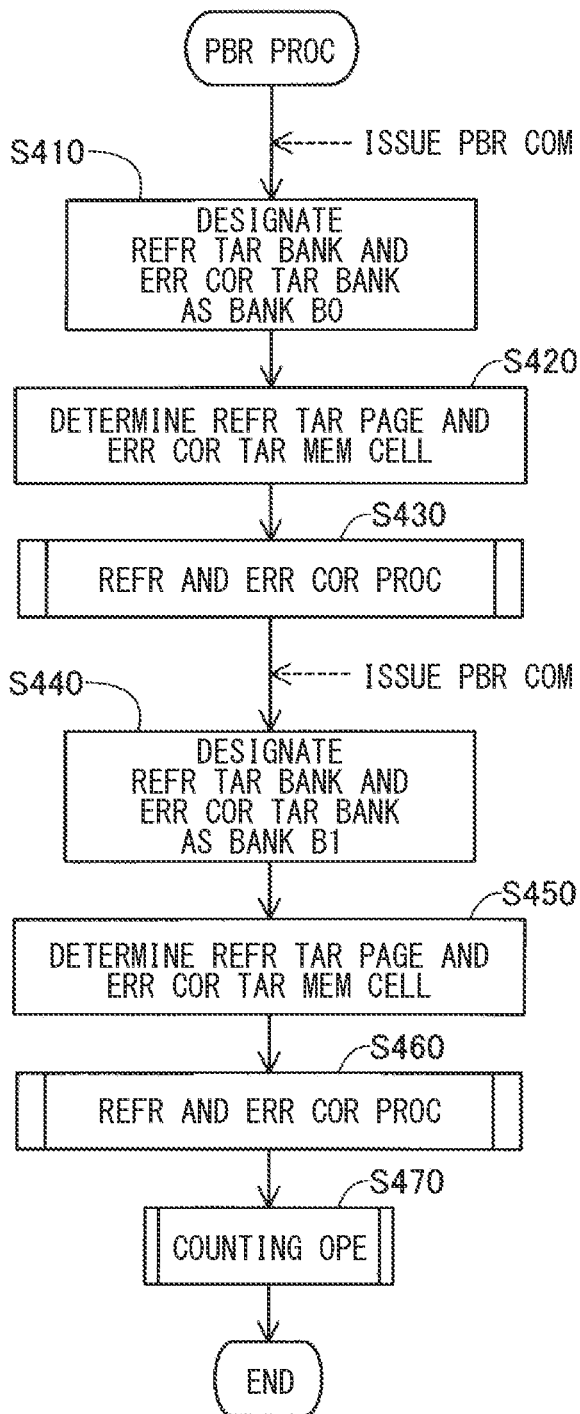 PBR PROC
ISSUE PBR COM
S410
DESIGNATE
REFR TAR BANK AND
ERR COR TAR BANK
AS BANK B0
S420
DETERMINE REFR TAR PAGE AND
ERR COR TAR MEM CELL
S430
REFR AND ERR COR PROC
ISSUE PBR COM
S440
DESIGNATE
REFR TAR BANK AND
ERR COR TAR BANK
AS BANK B1
S450
DETERMINE REFR TAR PAGE AND
ERR COR TAR MEM CELL
S460
REFR AND ERR COR PROC
S470
COUNTING OPE
END